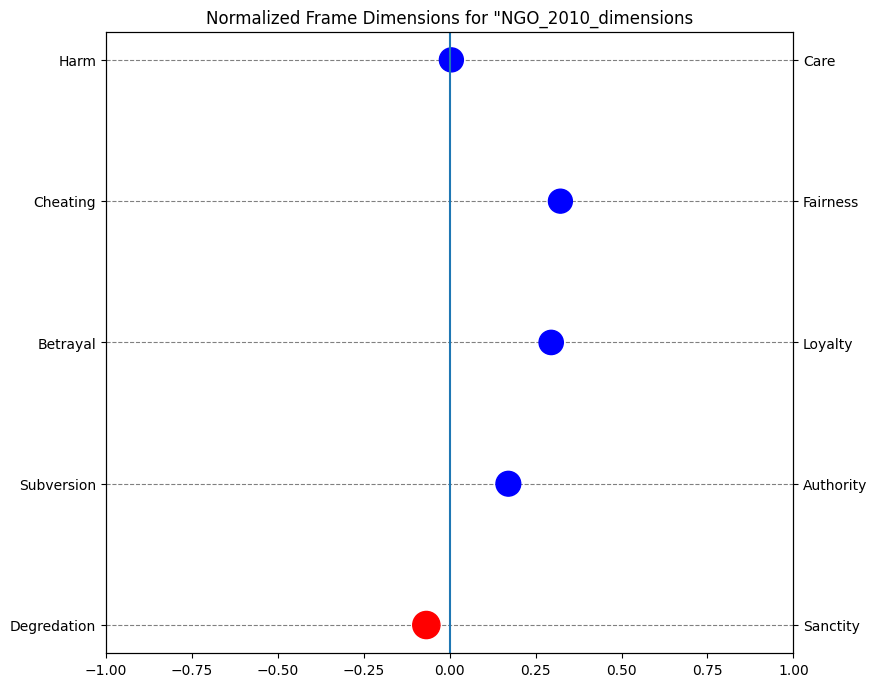 Normalized Frame Dimensions for "NGO_2010_dimensions
Harm
Care
Cheating
Fairness
Betrayal
Loyalty
Subversion
Authority
Degredation
Sanctity
−1.00
−0.75
−0.50
−0.25
0.00
0.25
0.50
0.75
1.00